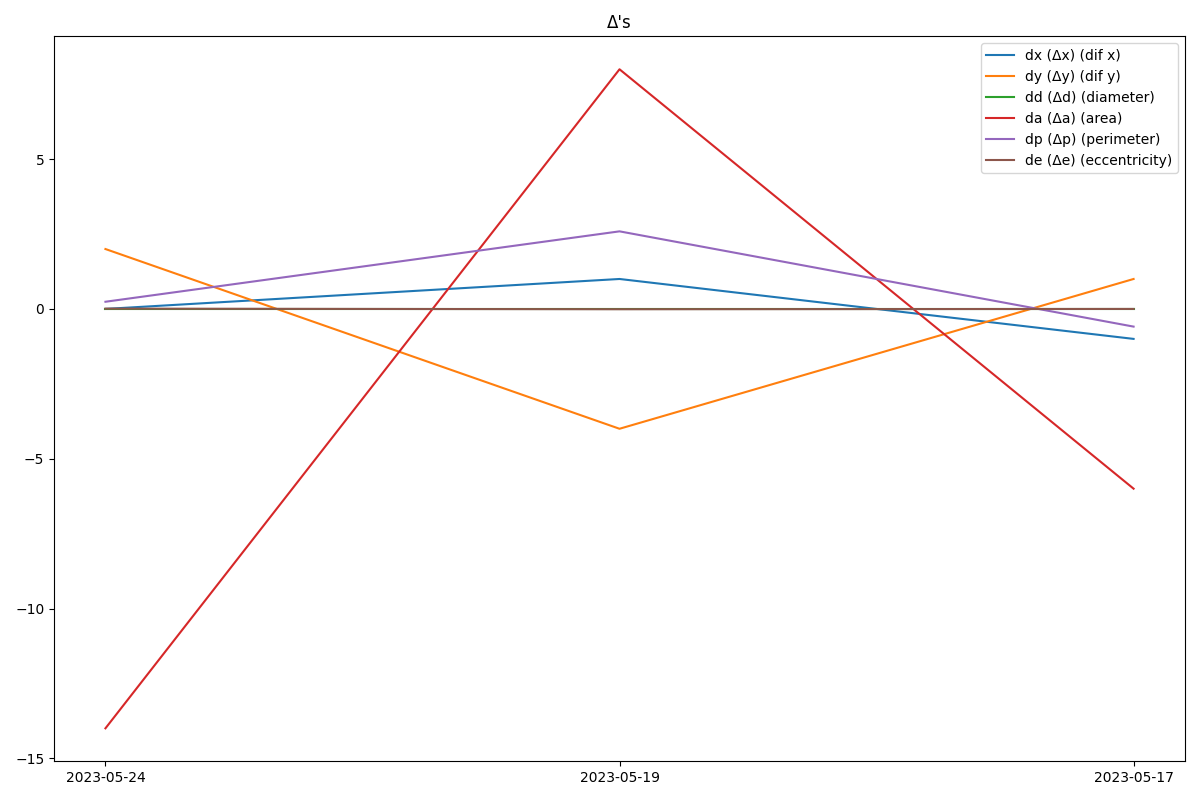 Δ's
dx (Δx) (dif x)
dy (Δy) (dif y)
dd (Δd) (diameter)
da (Δa) (area)
dp (Δp) (perimeter)
de (Δe) (eccentricity)
5
0
−5
−10
−15
2023-05-24 2023-05-19 2023-05-17